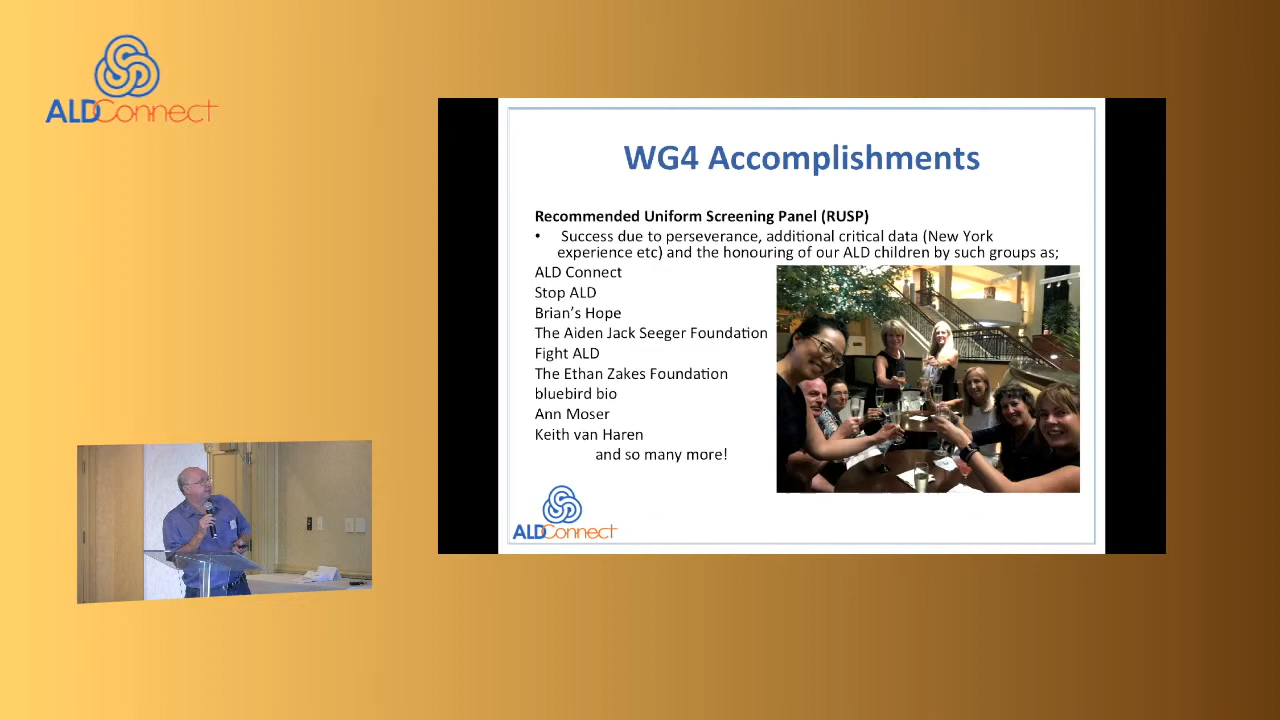 ALDConnect
WG4 Accomplishments
Recommended Uniform Screening Panel (RUSP)
• Success due to perseverance, additional critical data (New York
experience etc) and the honouring of our ALD children by such groups as;
ALD Connect
Stop ALD
Brian’s Hope
The Aiden Jack Seeger Foundation
Fight ALD
The Ethan Zakes Foundation
bluebird bio
Ann Moser
Keith van Haren
and so many more!
ALDConnect